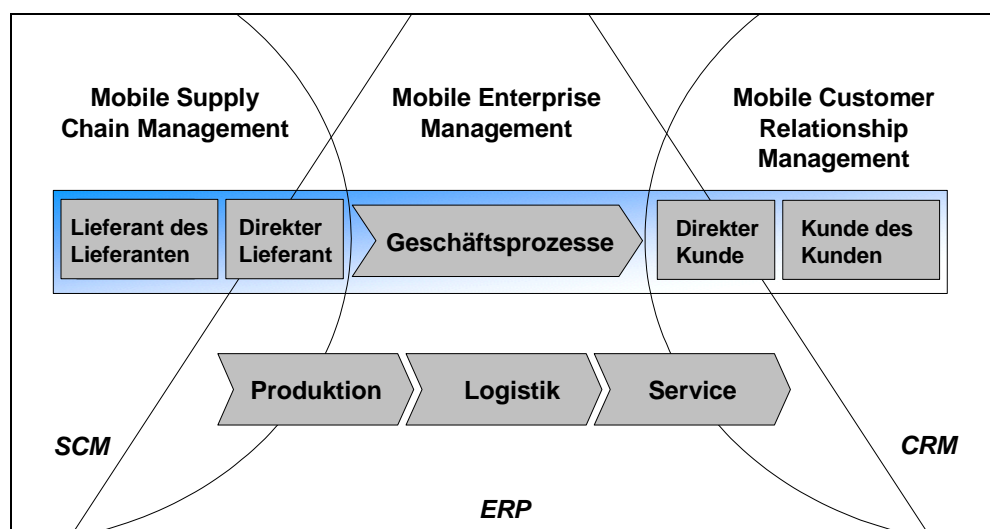 Mobile Supply
Chain Management
Mobile Enterprise
Management
Mobile Customer
Relationship
Management
Lieferant des
Lieferanten
Direkter
Lieferant
Geschäftsprozesse
Direkter
Kunde
Kunde des
Kunden
Produktion
Logistik
Service
SCM
ERP
CRM